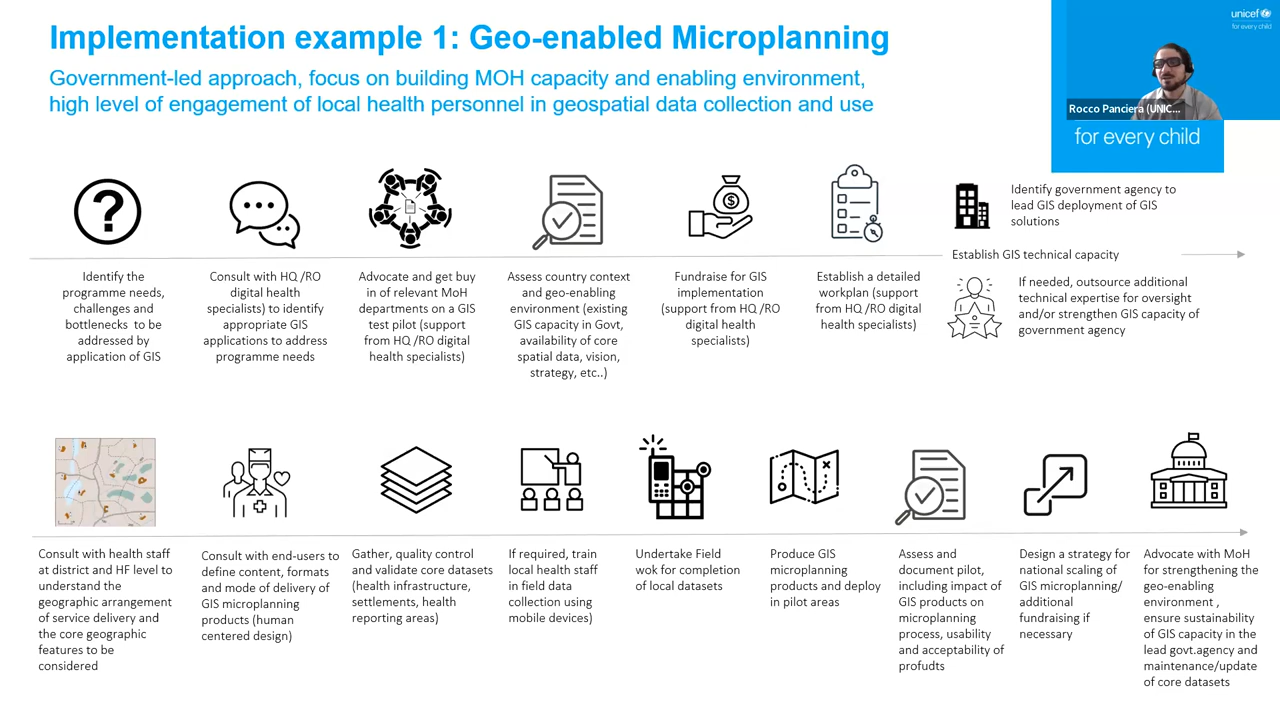 Implementation example 1: Geo-enabled Microplanning
Government-led approach, focus on building MOH capacity and enabling environment,
high level of engagement of local health personnel in geospatial data collection and use
unicef
for every child
Rocco Panciera (UNIC...
for every child
Identify the
programme needs,
challenges and
bottlenecks to be
addressed by
application of GIS
Consult with HQ /RO
digital health
specialists) to identify
appropriate GIS
applications to address
programme needs
Advocate and get buy
in of relevant MoH
departments on a GIS
test pilot (support
from HQ /RO digital
health specialists)
Assess country context
and geo-enabling
environment (existing
GIS capacity in Govt,
availability of core
spatial data, vision,
strategy, etc..)
$
Fundraise for GIS
implementation
(support from HQ /RO
digital health
specialists)
Establish a detailed
workplan (support
from HQ /RO digital
health specialists)
Identify government agency to
lead GIS deployment of GIS
solutions
Establish GIS technical capacity
If needed, outsource additional
technical expertise for oversight
and/or strengthen GIS capacity of
government agency
Consult with health staff
at district and HF level to
understand the
geographic arrangement
of service delivery and
the core geographic
features to be
considered
Consult with end-users to
define content, formats
and mode of delivery of
GIS microplanning
products (human
centered design)
Gather, quality control
and validate core datasets
(health infrastructure,
settlements, health
reporting areas)
If required, train
local health staff
in field data
collection using
mobile devices)
Undertake Field
wok for completion
of local datasets
Produce GIS
microplanning
products and deploy
in pilot areas
Assess and
document pilot,
including impact of
GIS products on
microplanning
process, usability
and acceptability of
profudts
Design a strategy for
national scaling of
GIS microplanning/
additional
fundraising if
necessary
Advocate with MoH
for strengthening the
geo-enabling
environment ,
ensure sustainability
of GIS capacity in the
lead govt.agency and
maintenance/update
of core datasets